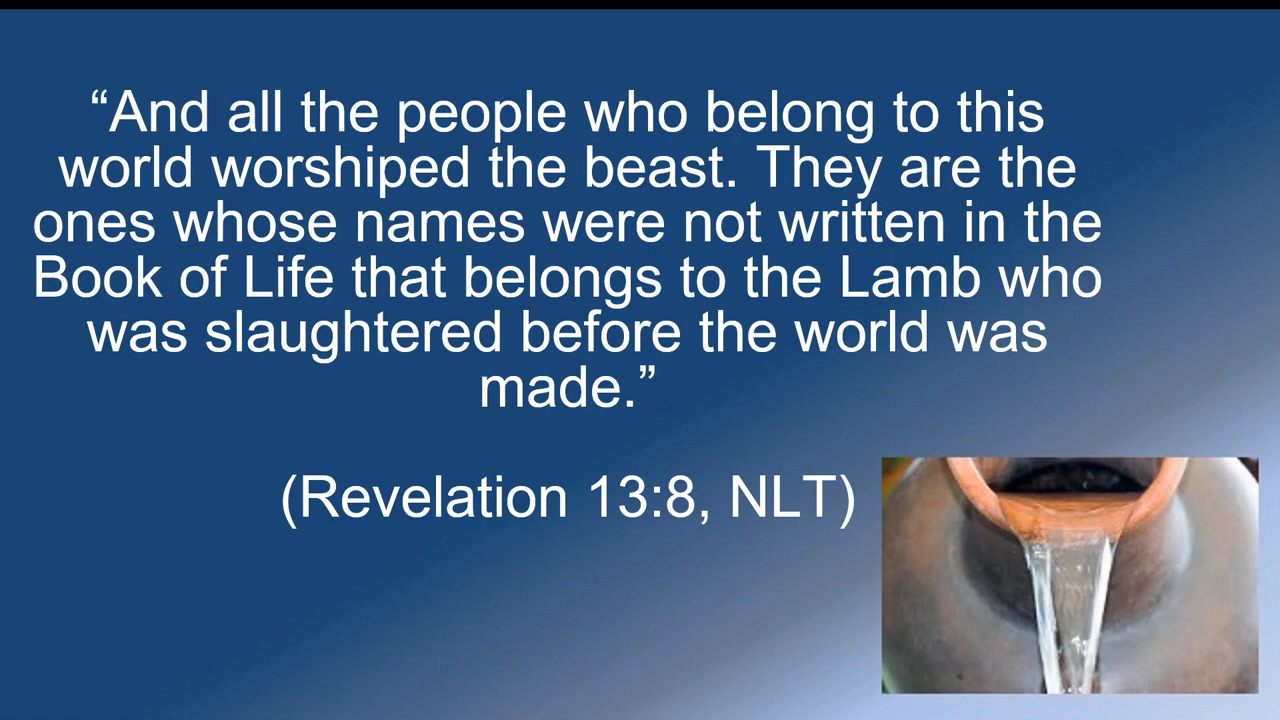 “And all the people who belong to this
world worshiped the beast. They are the
ones whose names were not written in the
Book of Life that belongs to the Lamb who
was slaughtered before the world was
made.”
(Revelation 13:8, NLT)